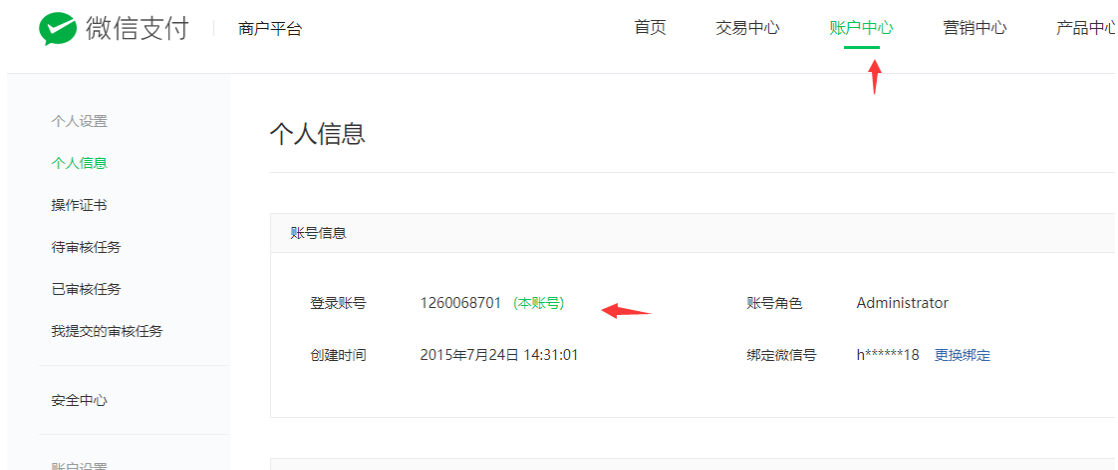 微信支付 商户平台 首页 交易中心 账户中心 营销中心 产品中心
个人设置
个人信息
操作证书
待审核任务
已审核任务
我提交的审核任务
安全中心
账户设置
个人信息
账号信息
登录账号 1260068701 (本账号) 账号角色 Administrator
创建时间 2015年7月24日 14:31:01 绑定微信号 h******18 更换绑定